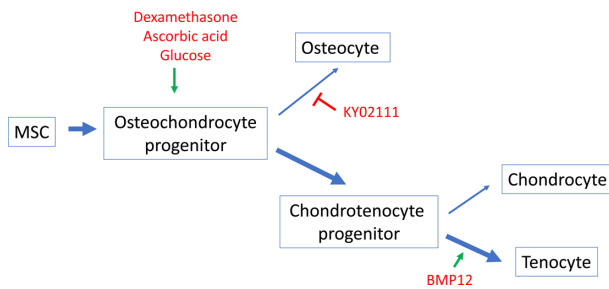 Dexamethasone
Ascorbic acid
Glucose
Osteocyte
KY02111
MSC
Osteochondrocyte
progenitor
Chondrocyte
Chondrotenocyte
progenitor
Tenocyte
BMP12